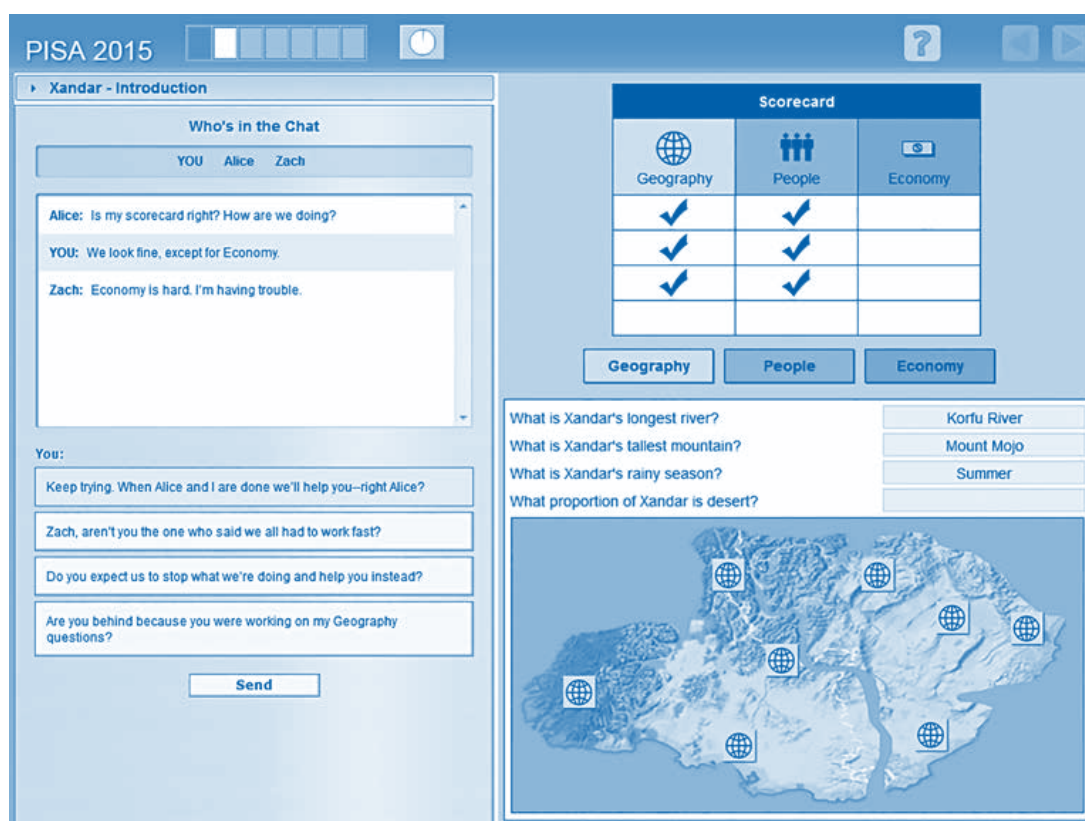 PISA 2015
?
Xandar - Introduction
Who's in the Chat
YOU Alice Zach
Alice: Is my scorecard right? How are we doing?
YOU: We look fine, except for Economy.
Zach: Economy is hard. I'm having trouble.
You:
Keep trying. When Alice and I are done we'll help you--right Alice?
Zach, aren't you the one who said we all had to work fast?
Do you expect us to stop what we're doing and help you instead?
Are you behind because you were working on my Geography
questions?
Send
Scorecard
Geography People Economy
Geography People Economy
What is Xandar's longest river? Korfu River
What is Xandar's tallest mountain? Mount Mojo
What is Xandar's rainy season? Summer
What proportion of Xandar is desert?